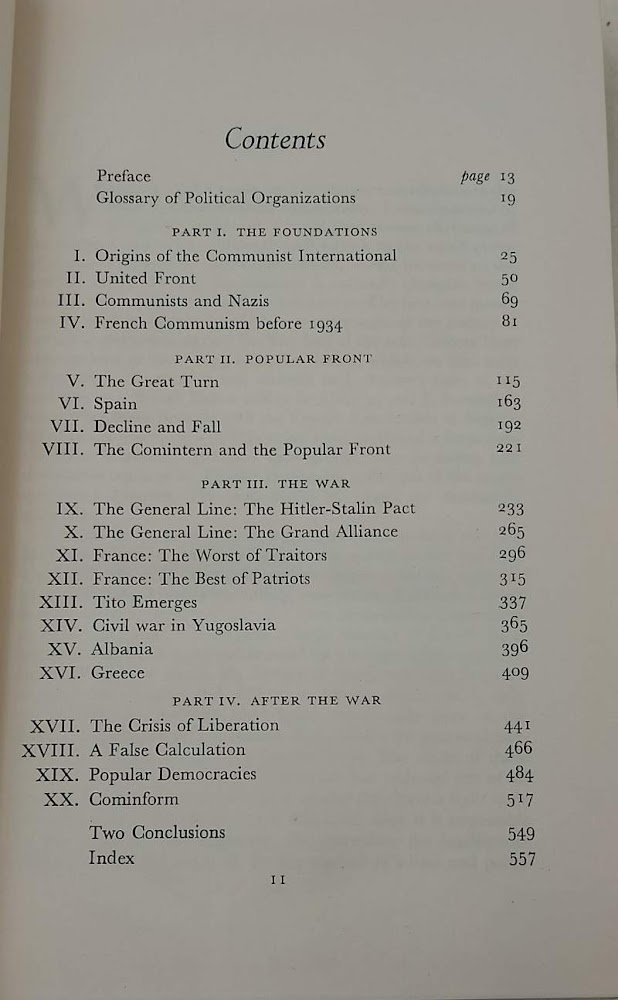 Contents
Preface page 13
Glossary of Political Organizations 19
PART I. THE FOUNDATIONS
I. Origins of the Communist International 25
II. United Front 50
III. Communists and Nazis 69
IV. French Communism before 1934 81
PART II. POPULAR FRONT
V. The Great Turn 115
VI. Spain 163
VII. Decline and Fall 192
VIII. The Comintern and the Popular Front 221
PART III. THE WAR
IX. The General Line: The Hitler-Stalin Pact 233
X. The General Line: The Grand Alliance 265
XI. France: The Worst of Traitors 296
XII. France: The Best of Patriots 315
XIII. Tito Emerges 337
XIV. Civil war in Yugoslavia 365
XV. Albania 396
XVI. Greece 409
PART IV. AFTER THE WAR
XVII. The Crisis of Liberation 441
XVIII. A False Calculation 466
XIX. Popular Democracies 484
XX. Cominform 517
Two Conclusions 549
Index 557
11